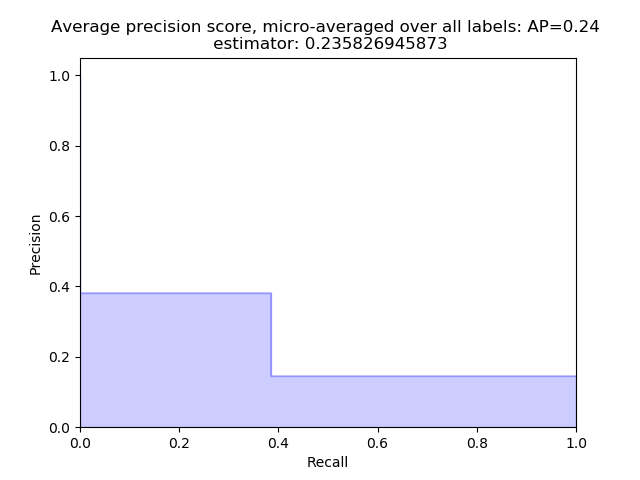 Average precision score, micro-averaged over all labels: AP=0.24
estimator: 0.235826945873
1.0
0.8
0.6
0.4
0.2
0.0
Precision
0.0 0.2 0.4 0.6 0.8 1.0
Recall